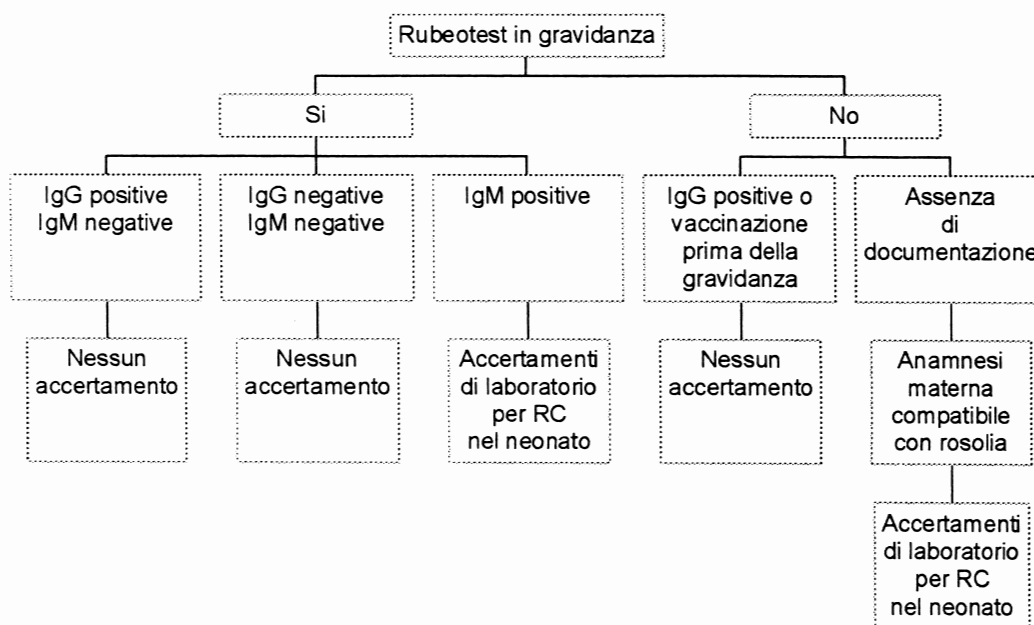 Rubeotest in gravidanza
Si
No
IgG positive
IgM negative
IgG negative
IgM negative
IgM positive
IgG positive o
vaccinazione
prima della
gravidanza
Assenza
di
documentazione
Nessun
accertamento
Nessun
accertamento
Accertamenti
di laboratorio
per RC
nel neonato
Nessun
accertamento
Anamnesi
materna
compatibile
con rosolia
Accertamenti
di laboratorio
per RC
nel neonato